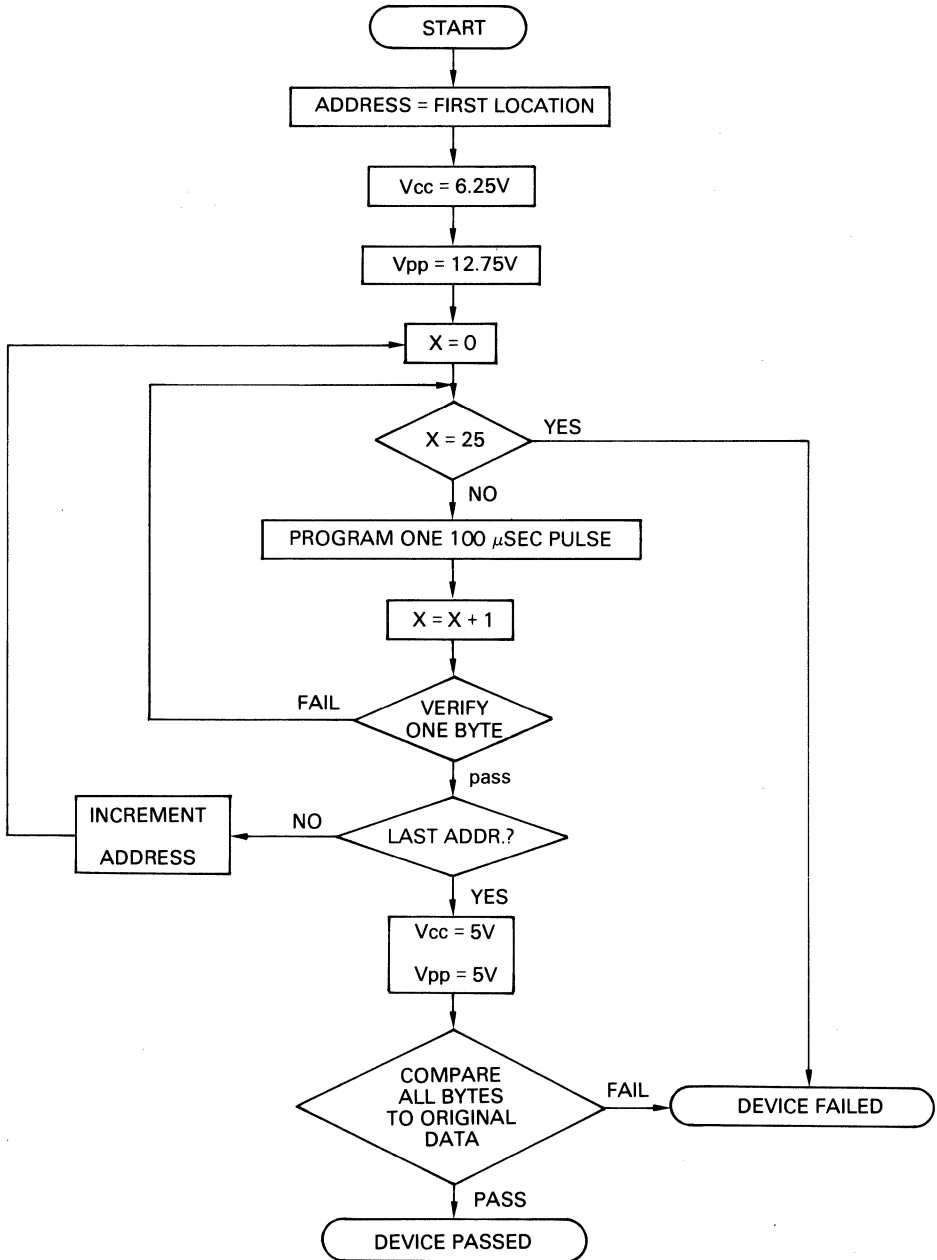 START
ADDRESS = FIRST LOCATION
Vcc = 6.25V
Vpp = 12.75V
X = 0
X = 25
YES
NO
PROGRAM ONE 100 μSEC PULSE
X = X + 1
FAIL
VERIFY
ONE BYTE
pass
INCREMENT
ADDRESS
NO
LAST ADDR.?
YES
Vcc = 5V
Vpp = 5V
COMPARE
ALL BYTES
TO ORIGINAL
DATA
FAIL
DEVICE FAILED
PASS
DEVICE PASSED